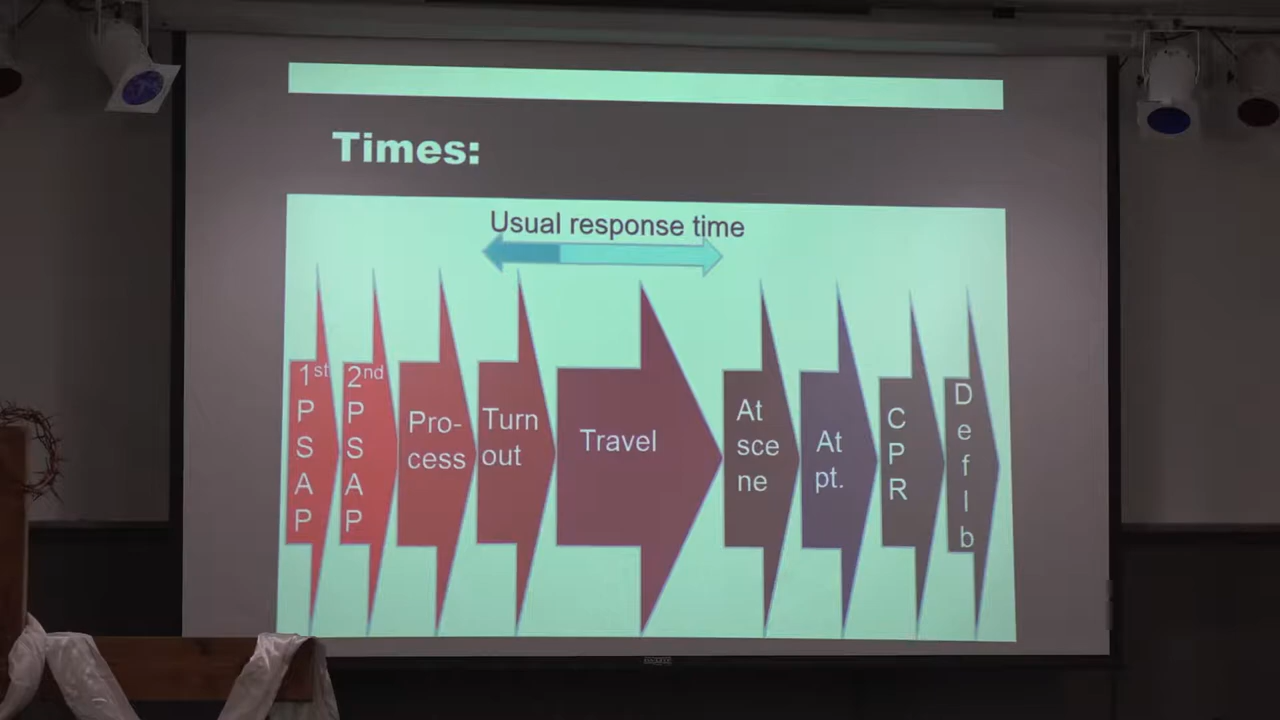 Times:
Usual response time
1st
P
S
A
P
2nd
P
S
A
P
Pro-
cess
Turn
out
Travel
At
sce
ne
At
pt.
C
P
R
D
e
f
l
b